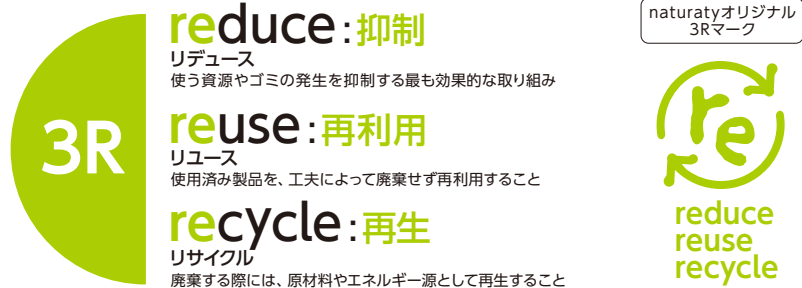 3R
reduce:抑制
リデュース
使う資源やゴミの発生を抑制する最も効果的な取り組み
reuse:再利用
リユース
使用済み製品を、工夫によって廃棄せず再利用すること
recycle:再生
リサイクル
廃棄する際には、原材料やエネルギー源として再生すること
naturatyオリジナル
3Rマーク
re
reduce
reuse
recycle